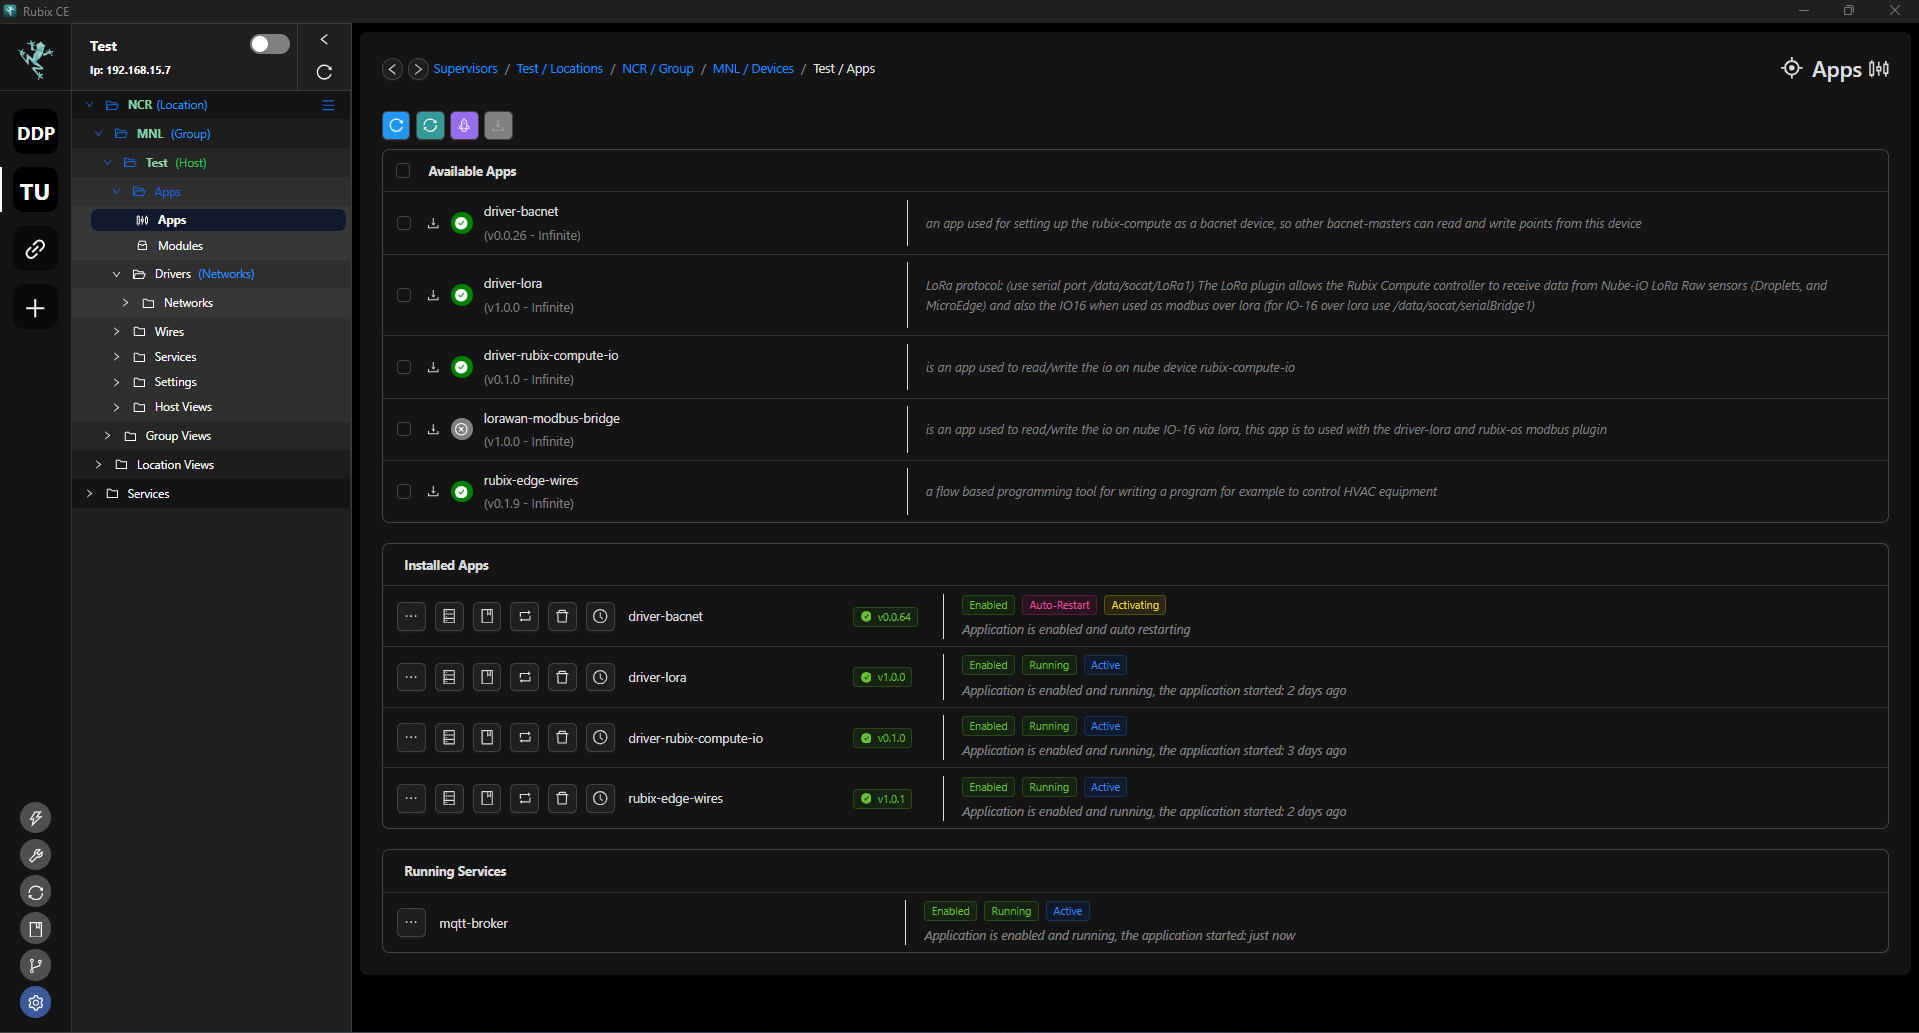 Rubix CE
Test
Ip: 192.168.15.7
DDP
TU
NCR (Location)
MNL (Group)
Test (Host)
Apps
Apps
Modules
Drivers (Networks)
Networks
Wires
Services
Settings
Host Views
Group Views
Location Views
Services
Supervisors / Test / Locations / NCR / Group / MNL / Devices / Test / Apps
Apps
Available Apps
driver-bacnet
(v0.0.26 - Infinite)
an app used for setting up the rubix-compute as a bacnet device, so other bacnet-masters can read and write points from this device
driver-lora
(v1.0.0 - Infinite)
LoRa protocol: (use serial port /data/socat/LoRa1) The LoRa plugin allows the Rubix Compute controller to receive data from Nube-iO LoRa Raw sensors (Droplets, and
MicroEdge) and also the IO16 when used as modbus over lora (for IO-16 over lora use /data/socat/serialBridge1)
driver-rubix-compute-io
(v0.1.0 - Infinite)
is an app used to read/write the io on nube device rubix-compute-io
lorawan-modbus-bridge
(v1.0.0 - Infinite)
is an app used to read/write the io on nube IO-16 via lora, this app is to used with the driver-lora and rubix-os modbus plugin
rubix-edge-wires
(v0.1.9 - Infinite)
a flow based programming tool for writing a program for example to control HVAC equipment
Installed Apps
driver-bacnet
v0.0.64
Enabled Auto-Restart Activating
Application is enabled and auto restarting
driver-lora
v1.0.0
Enabled Running Active
Application is enabled and running, the application started: 2 days ago
driver-rubix-compute-io
v0.1.0
Enabled Running Active
Application is enabled and running, the application started: 3 days ago
rubix-edge-wires
v1.0.1
Enabled Running Active
Application is enabled and running, the application started: 2 days ago
Running Services
mqtt-broker
Enabled Running Active
Application is enabled and running, the application started: just now